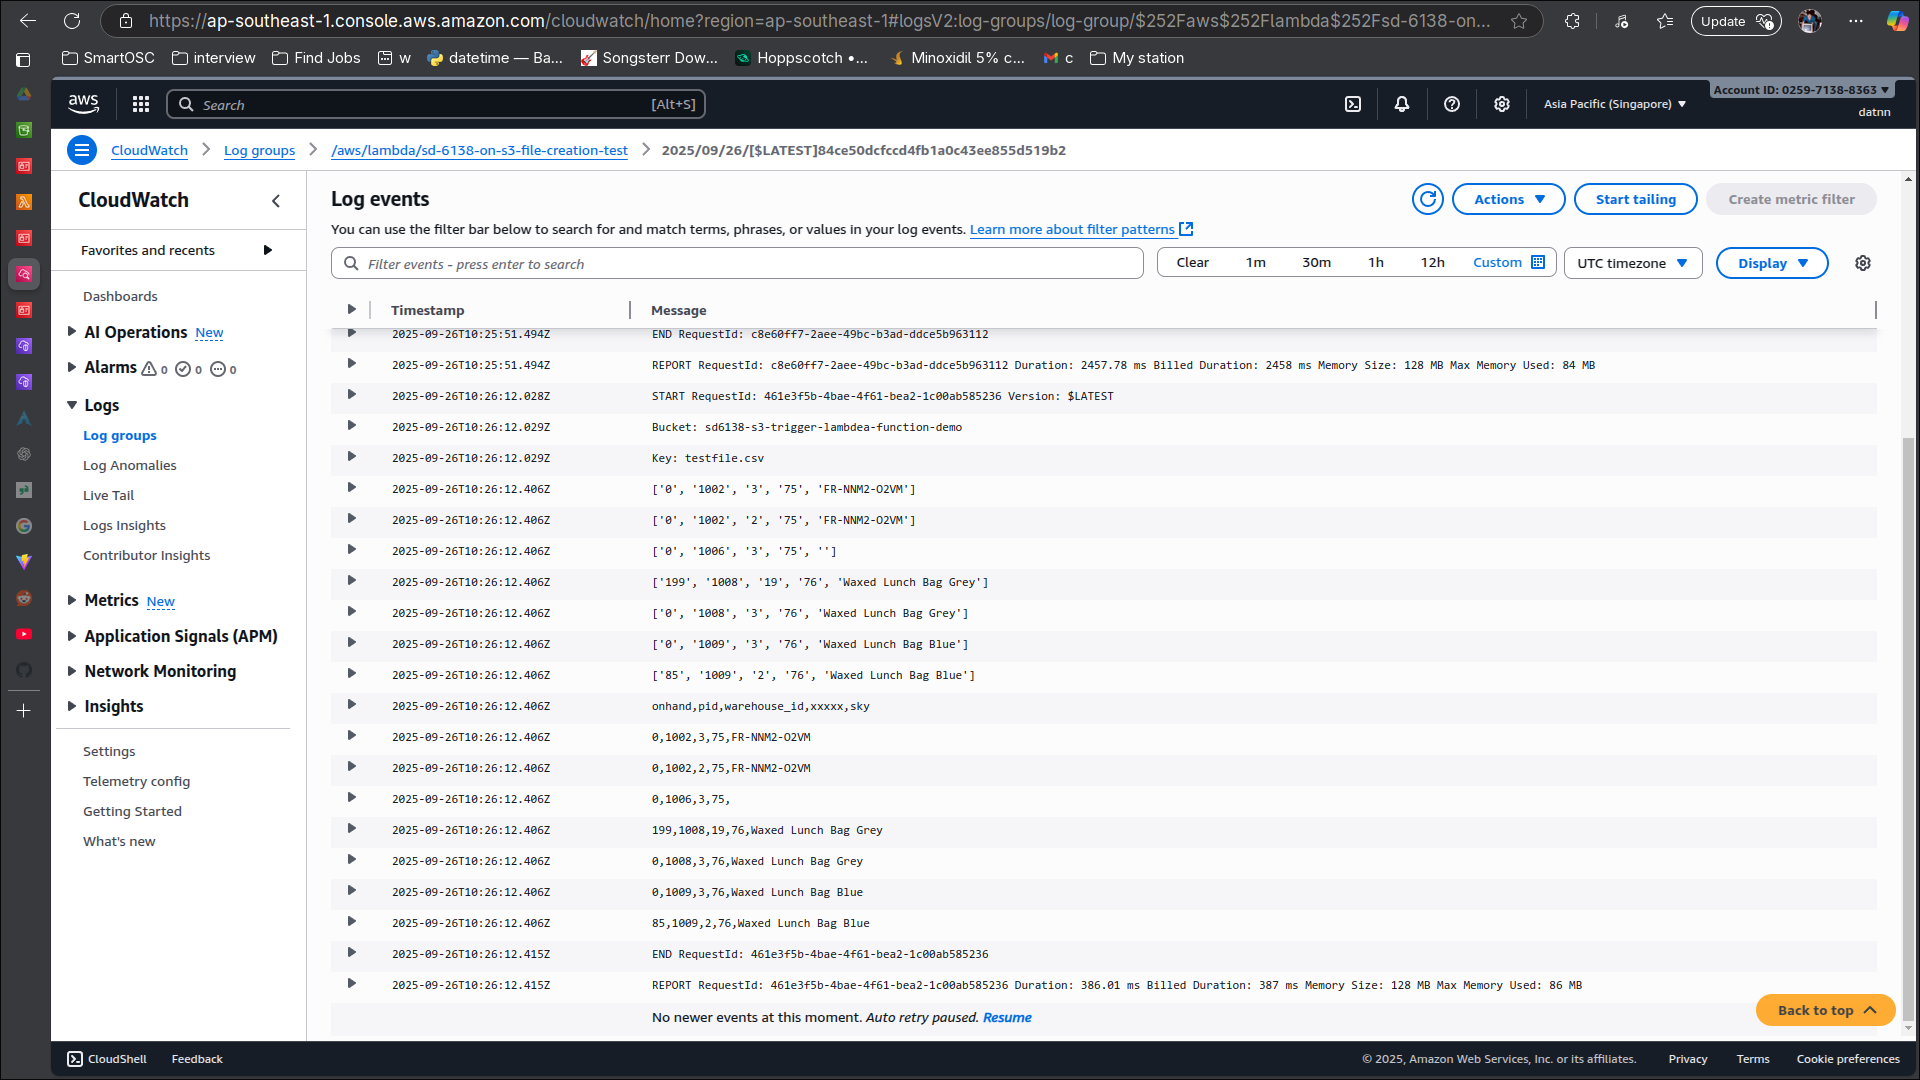 https://ap-southeast-1.console.aws.amazon.com/cloudwatch/home?region=ap-southeast-1#logsV2:log-groups/log-group/$252Faws$252Flambda$252Fsd-6138-on...
Update
SmartOSC
interview
Find Jobs
w
datetime — Ba...
Songsterr Dow...
Hoppscotch •...
Minoxidil 5% c...
c
My station
aws
Search
[Alt+S]
Asia Pacific (Singapore)
Account ID: 0259-7138-8363
datnn
CloudWatch
Log groups
/aws/lambda/sd-6138-on-s3-file-creation-test
2025/09/26/[$LATEST]84ce50dcfccd4fb1a0c43ee855d519b2
CloudWatch
Favorites and recents
Dashboards
AI Operations New
Alarms 0 0 0
Logs
Log groups
Log Anomalies
Live Tail
Logs Insights
Contributor Insights
Metrics New
Application Signals (APM)
Network Monitoring
Insights
Settings
Telemetry config
Getting Started
What's new
Log events
Actions
Start tailing
Create metric filter
You can use the filter bar below to search for and match terms, phrases, or values in your log events. Learn more about filter patterns
Filter events - press enter to search
Clear 1m 30m 1h 12h Custom
UTC timezone
Display
Timestamp Message
2025-09-26T10:25:51.494Z END RequestId: c8e60ff7-2aee-49bc-b3ad-ddce5b963112
2025-09-26T10:25:51.494Z REPORT RequestId: c8e60ff7-2aee-49bc-b3ad-ddce5b963112 Duration: 2457.78 ms Billed Duration: 2458 ms Memory Size: 128 MB Max Memory Used: 84 MB
2025-09-26T10:26:12.028Z START RequestId: 461e3f5b-4bae-4f61-bea2-1c00ab585236 Version: $LATEST
2025-09-26T10:26:12.029Z Bucket: sd6138-s3-trigger-lambdea-function-demo
2025-09-26T10:26:12.029Z Key: testfile.csv
2025-09-26T10:26:12.406Z ['0', '1002', '3', '75', 'FR-NNM2-O2VM']
2025-09-26T10:26:12.406Z ['0', '1002', '2', '75', 'FR-NNM2-O2VM']
2025-09-26T10:26:12.406Z ['0', '1006', '3', '75', '']
2025-09-26T10:26:12.406Z ['199', '1008', '19', '76', 'Waxed Lunch Bag Grey']
2025-09-26T10:26:12.406Z ['0', '1008', '3', '76', 'Waxed Lunch Bag Grey']
2025-09-26T10:26:12.406Z ['0', '1009', '3', '76', 'Waxed Lunch Bag Blue']
2025-09-26T10:26:12.406Z ['85', '1009', '2', '76', 'Waxed Lunch Bag Blue']
2025-09-26T10:26:12.406Z onhand,pid,warehouse_id,xxxxx,sky
2025-09-26T10:26:12.406Z 0,1002,3,75,FR-NNM2-O2VM
2025-09-26T10:26:12.406Z 0,1002,2,75,FR-NNM2-O2VM
2025-09-26T10:26:12.406Z 0,1006,3,75,
2025-09-26T10:26:12.406Z 199,1008,19,76,Waxed Lunch Bag Grey
2025-09-26T10:26:12.406Z 0,1008,3,76,Waxed Lunch Bag Grey
2025-09-26T10:26:12.406Z 0,1009,3,76,Waxed Lunch Bag Blue
2025-09-26T10:26:12.406Z 85,1009,2,76,Waxed Lunch Bag Blue
2025-09-26T10:26:12.415Z END RequestId: 461e3f5b-4bae-4f61-bea2-1c00ab585236
2025-09-26T10:26:12.415Z REPORT RequestId: 461e3f5b-4bae-4f61-bea2-1c00ab585236 Duration: 386.01 ms Billed Duration: 387 ms Memory Size: 128 MB Max Memory Used: 86 MB
No newer events at this moment. Auto retry paused. Resume
Back to top
CloudShell
Feedback
© 2025, Amazon Web Services, Inc. or its affiliates.
Privacy
Terms
Cookie preferences